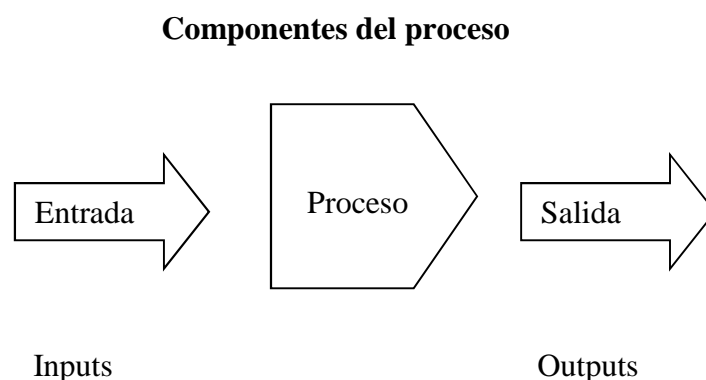 Componentes del proceso
Entrada
Proceso
Salida
Inputs
Outputs